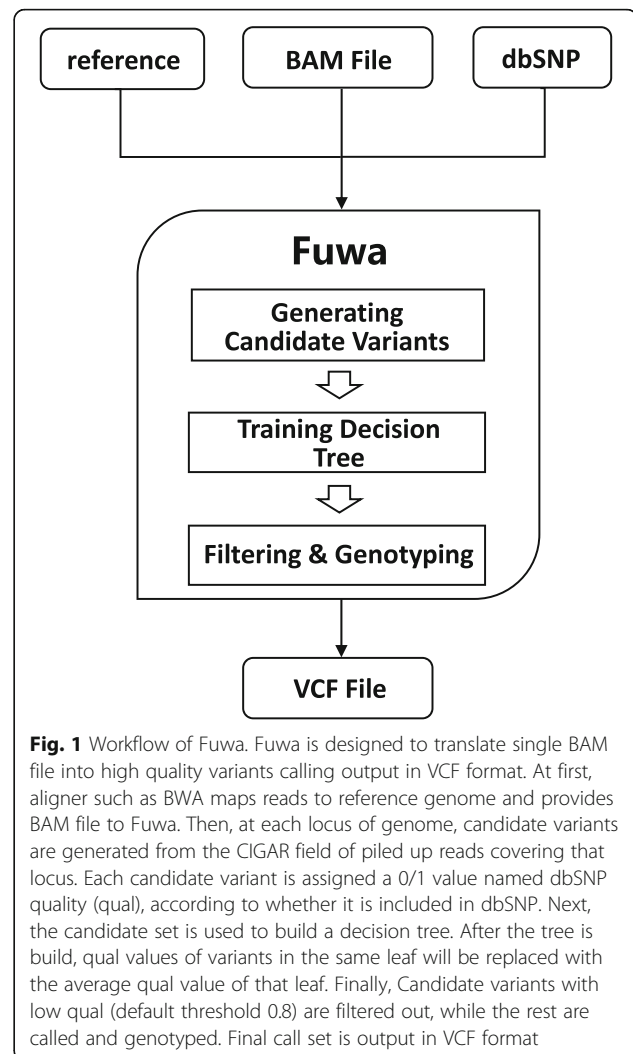 reference
BAM File
dbSNP
Fuwa
Generating
Candidate Variants
Training Decision
Tree
Filtering & Genotyping
VCF File
Fig. 1 Workflow of Fuwa. Fuwa is designed to translate single BAM
file into high quality variants calling output in VCF format. At first,
aligner such as BWA maps reads to reference genome and provides
BAM file to Fuwa. Then, at each locus of genome, candidate variants
are generated from the CIGAR field of piled up reads covering that
locus. Each candidate variant is assigned a 0/1 value named dbSNP
quality (qual), according to whether it is included in dbSNP. Next,
the candidate set is used to build a decision tree. After the tree is
build, qual values of variants in the same leaf will be replaced with
the average qual value of that leaf. Finally, Candidate variants with
low qual (default threshold 0.8) are filtered out, while the rest are
called and genotyped. Final call set is output in VCF format